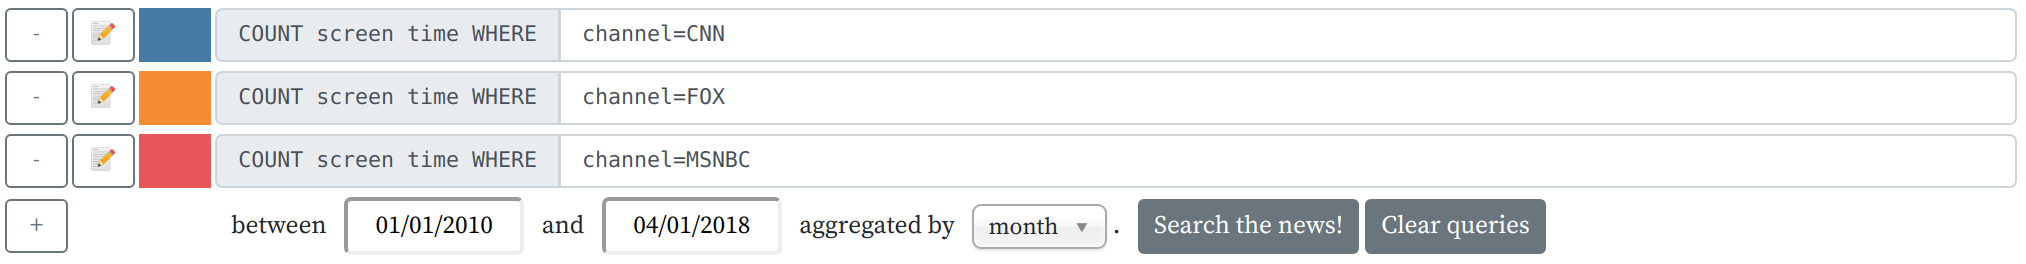 - COUNT screen time WHERE channel=CNN
- COUNT screen time WHERE channel=FOX
- COUNT screen time WHERE channel=MSNBC
+ between 01/01/2010 and 04/01/2018 aggregated by month . Search the news! Clear queries